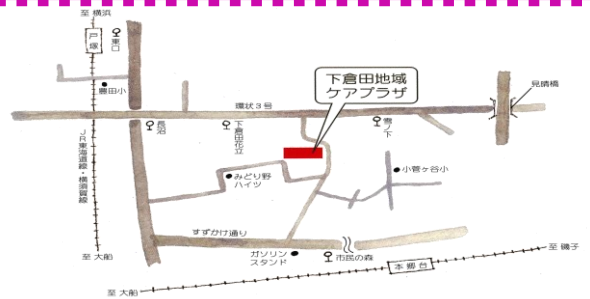 至 横浜
戸塚
東口
豊田小
環状3号
下倉田地域
ケアプラザ
見晴橋
長沼
下倉田花立
宮ノ下
JR東海道線・横須賀線
みどり野
ハイツ
小菅ヶ谷小
すずかけ通り
ガソリン
スタンド
市民の森
至 大船
至 磯子
本郷台
至 大船